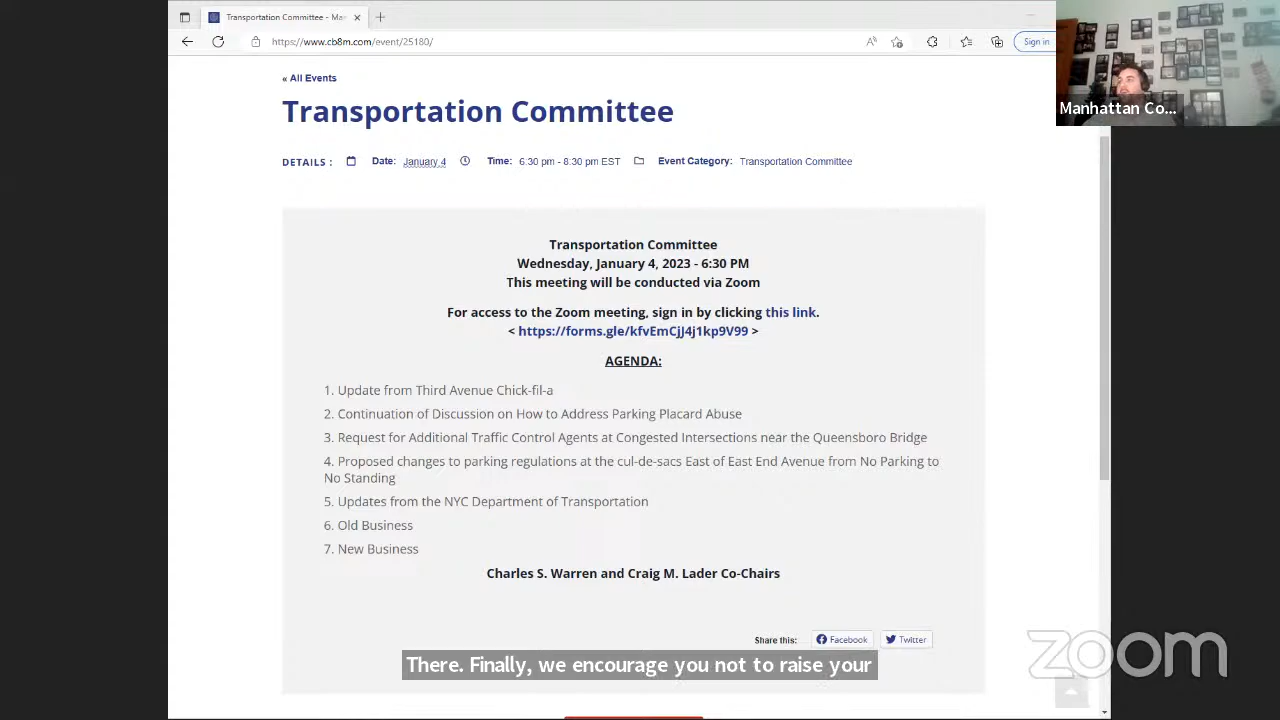 Transportation Committee - Ma
https://www.cb8m.com/event/25180/
Sign in
Manhattan Co...
« All Events
Transportation Committee
DETAILS : Date: January 4 Time: 6:30 pm - 8:30 pm EST Event Category: Transportation Committee
Transportation Committee
Wednesday, January 4, 2023 - 6:30 PM
This meeting will be conducted via Zoom
For access to the Zoom meeting, sign in by clicking this link.
< https://forms.gle/kfvEmCjJ4j1kp9V99 >
AGENDA:
1. Update from Third Avenue Chick-fil-a
2. Continuation of Discussion on How to Address Parking Placard Abuse
3. Request for Additional Traffic Control Agents at Congested Intersections near the Queensboro Bridge
4. Proposed changes to parking regulations at the cul-de-sacs East of East End Avenue from No Parking to
No Standing
5. Updates from the NYC Department of Transportation
6. Old Business
7. New Business
Charles S. Warren and Craig M. Lader Co-Chairs
Share this: Facebook Twitter
There. Finally, we encourage you not to raise your
zoom